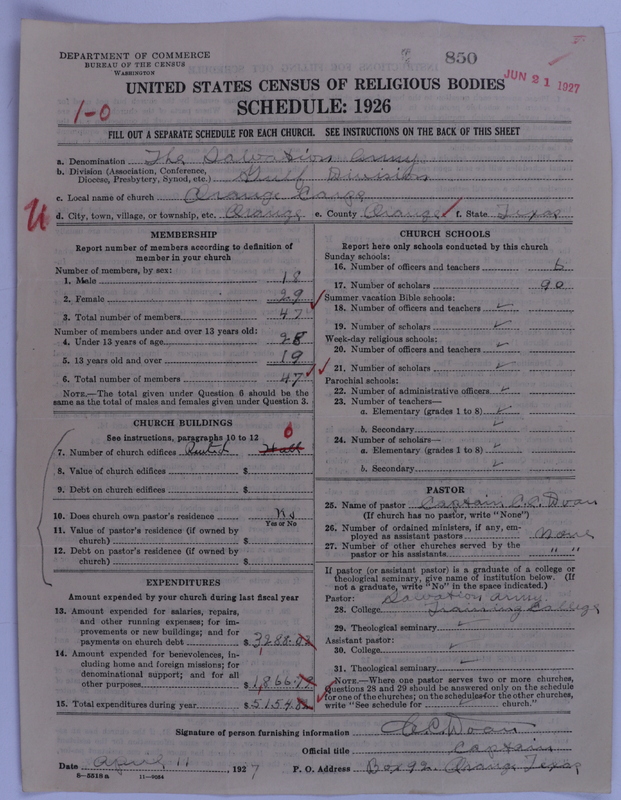 DEPARTMENT OF COMMERCE
BUREAU OF THE CENSUS
WASHINGTON
850
JUN 21 1927
UNITED STATES CENSUS OF RELIGIOUS BODIES
SCHEDULE: 1926
1-0
FILL OUT A SEPARATE SCHEDULE FOR EACH CHURCH. SEE INSTRUCTIONS ON THE BACK OF THIS SHEET
a. Denomination The Salvation Army
b. Division (Association, Conference, Diocese, Presbytery, Synod, etc.) Gulf Division
c. Local name of church Orange Corps
d. City, town, village, or township, etc. Orange e. County Orange f. State Texas
MEMBERSHIP
Report number of members according to definition of
member in your church
Number of members, by sex:
1. Male 18
2. Female 29
3. Total number of members 47
Number of members under and over 13 years old:
4. Under 13 years of age 28
5. 13 years old and over 19
6. Total number of members 47
NOTE.—The total given under Question 6 should be the
same as the total of males and females given under Question 3.
CHURCH BUILDINGS
See instructions, paragraphs 10 to 12
0
7. Number of church edifices Rented Hall
8. Value of church edifices $
9. Debt on church edifices $
10. Does church own pastor's residence No
Yes or No
11. Value of pastor's residence (if owned by
church) $
12. Debt on pastor's residence (if owned by
church) $
EXPENDITURES
Amount expended by your church during last fiscal year
13. Amount expended for salaries, repairs,
and other running expenses; for im-
provements or new buildings; and for
payments on church debt $ 3288.
14. Amount expended for benevolences, in-
cluding home and foreign missions; for
denominational support; and for all
other purposes $ 1866.
15. Total expenditures during year $ 5154.
CHURCH SCHOOLS
Report here only schools conducted by this church
Sunday schools:
16. Number of officers and teachers 6
17. Number of scholars 90
Summer vacation Bible schools:
18. Number of officers and teachers
19. Number of scholars
Week-day religious schools:
20. Number of officers and teachers
21. Number of scholars
Parochial schools:
22. Number of administrative officers
23. Number of teachers—
a. Elementary (grades 1 to 8)
b. Secondary
24. Number of scholars—
a. Elementary (grades 1 to 8)
b. Secondary
PASTOR
25. Name of pastor Captain C.C. Doan
(If church has no pastor, write "None")
26. Number of ordained ministers, if any, em-
ployed as assistant pastors None
27. Number of other churches served by the
pastor or his assistants " "
If pastor (or assistant pastor) is a graduate of a college or
theological seminary, give name of institution below. (If
not a graduate, write "No" in the space indicated.)
Pastor: Salvation Army
28. College Training College
29. Theological seminary
Assistant pastor:
30. College
31. Theological seminary
NOTE.—Where one pastor serves two or more churches,
Questions 28 and 29 should be answered only on the schedule
for one of the churches; on the schedules for the other churches,
write "See schedule for church."
Signature of person furnishing information C.C. Doan
Official title Captain
Date April 11, 1927 P. O. Address Box 92 Orange Texas
8-5518 a 11-9054